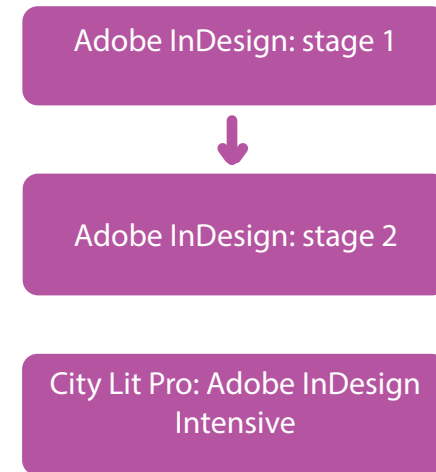 Adobe InDesign: stage 1
Adobe InDesign: stage 2
City Lit Pro: Adobe InDesign
Intensive